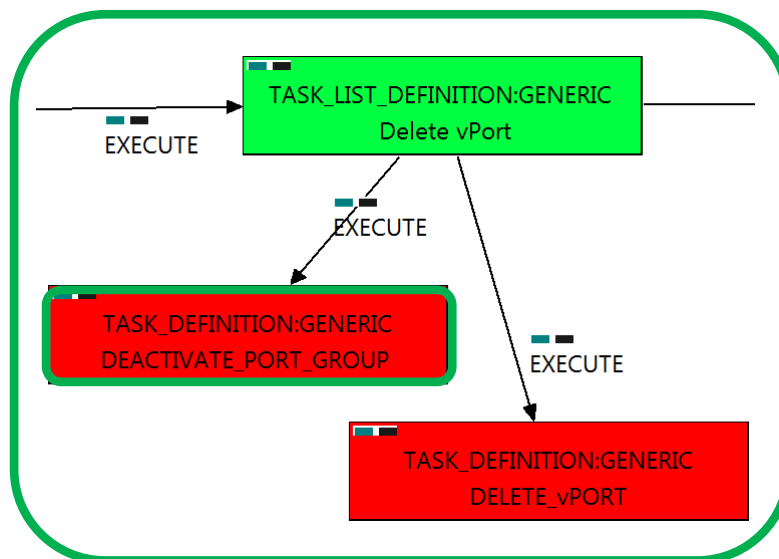 TASK_LIST_DEFINITION:GENERIC
Delete vPort
EXECUTE
EXECUTE
TASK_DEFINITION:GENERIC
DEACTIVATE_PORT_GROUP
EXECUTE
TASK_DEFINITION:GENERIC
DELETE_vPORT